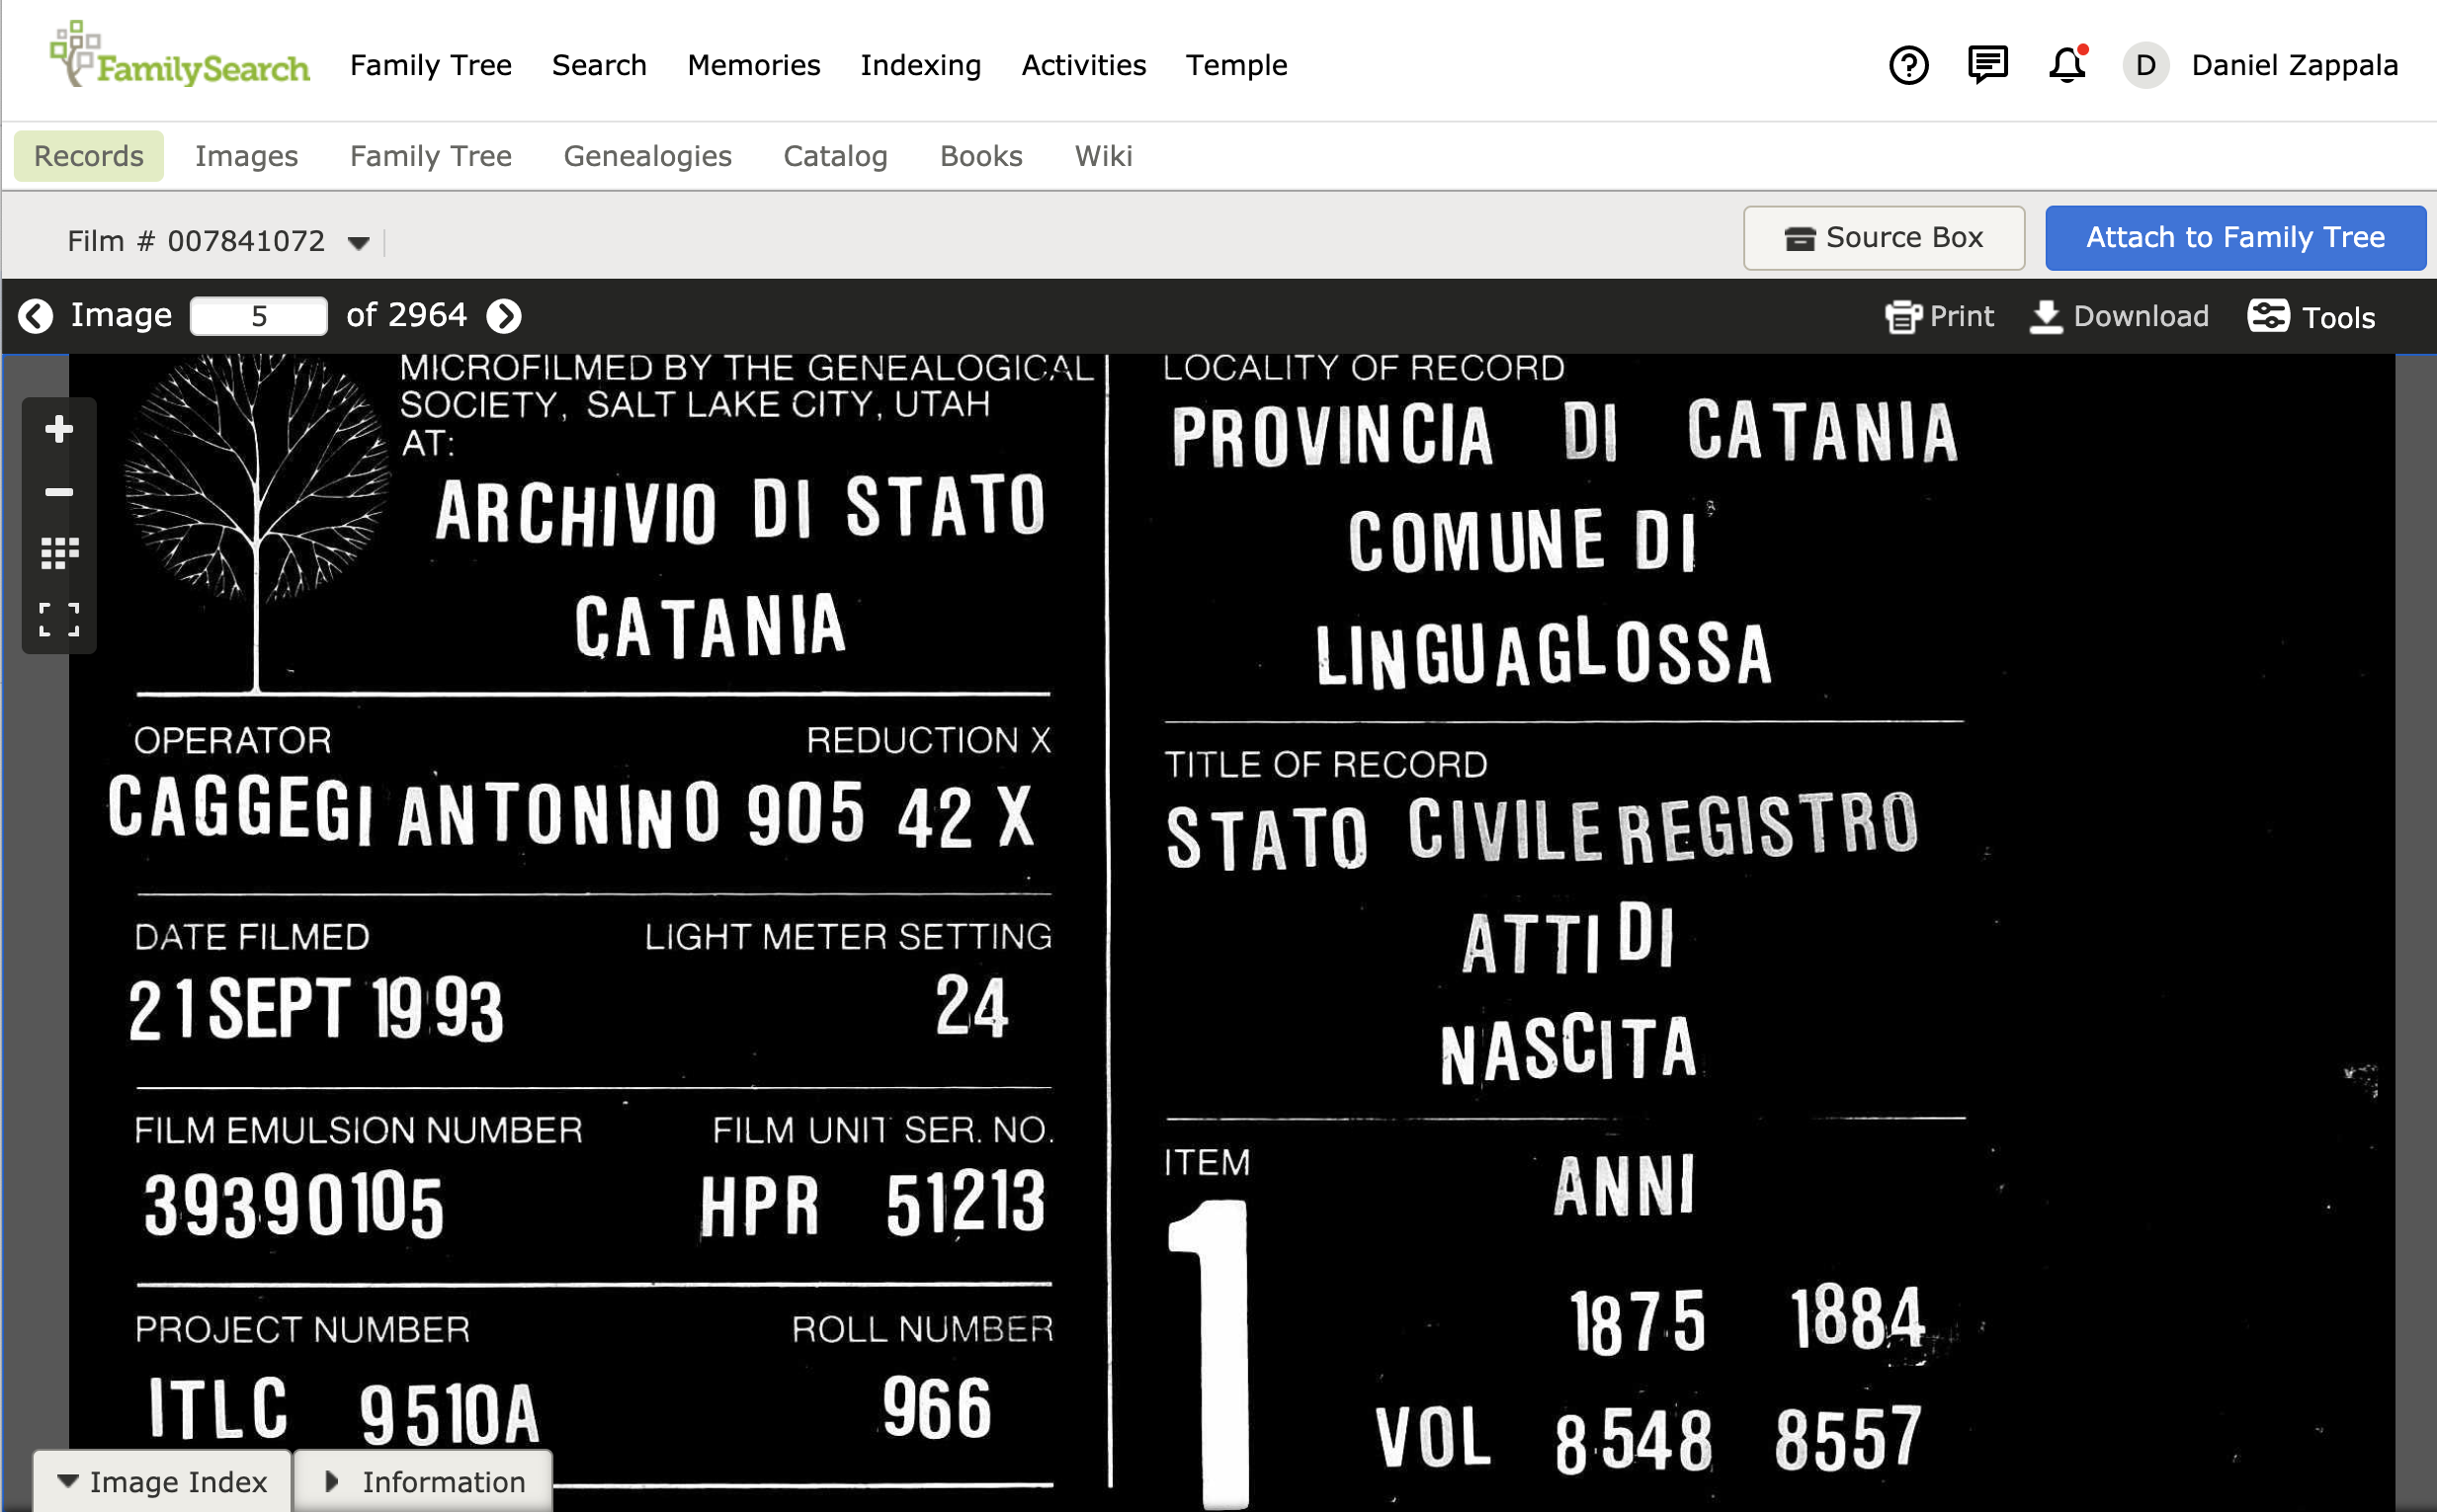 FamilySearch Family Tree Search Memories Indexing Activities Temple D Daniel Zappala
Records Images Family Tree Genealogies Catalog Books Wiki
Film # 007841072 Source Box Attach to Family Tree
Image 5 of 2964 Print Download Tools
MICROFILMED BY THE GENEALOGICAL
SOCIETY, SALT LAKE CITY, UTAH
AT:
ARCHIVIO DI STATO
CATANIA
OPERATOR REDUCTION X
CAGGEGI ANTONINO 905 42 X
DATE FILMED LIGHT METER SETTING
21 SEPT 1993 24
FILM EMULSION NUMBER FILM UNIT SER. NO.
39390105 HPR 51213
PROJECT NUMBER ROLL NUMBER
ITLC 9510A 966
LOCALITY OF RECORD
PROVINCIA DI CATANIA
COMUNE DI
LINGUAGLOSSA
TITLE OF RECORD
STATO CIVILE REGISTRO
ATTI DI
NASCITA
ITEM
1
ANNI
1875 1884
VOL 8548 8557
Image Index Information